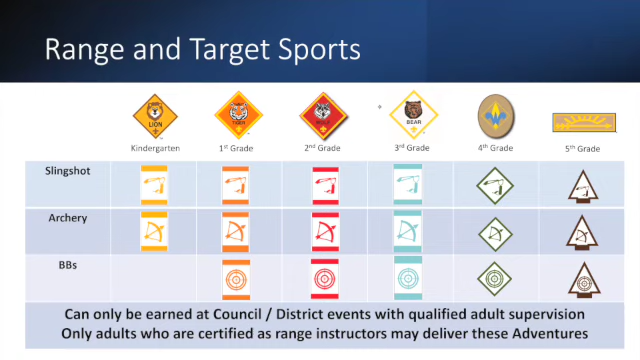 Range and Target Sports
LION
TIGER
WOLF
BEAR
Kindergarten
1st Grade
2nd Grade
3rd Grade
4th Grade
5th Grade
Slingshot
Archery
BBs
Can only be earned at Council / District events with qualified adult supervision
Only adults who are certified as range instructors may deliver these Adventures